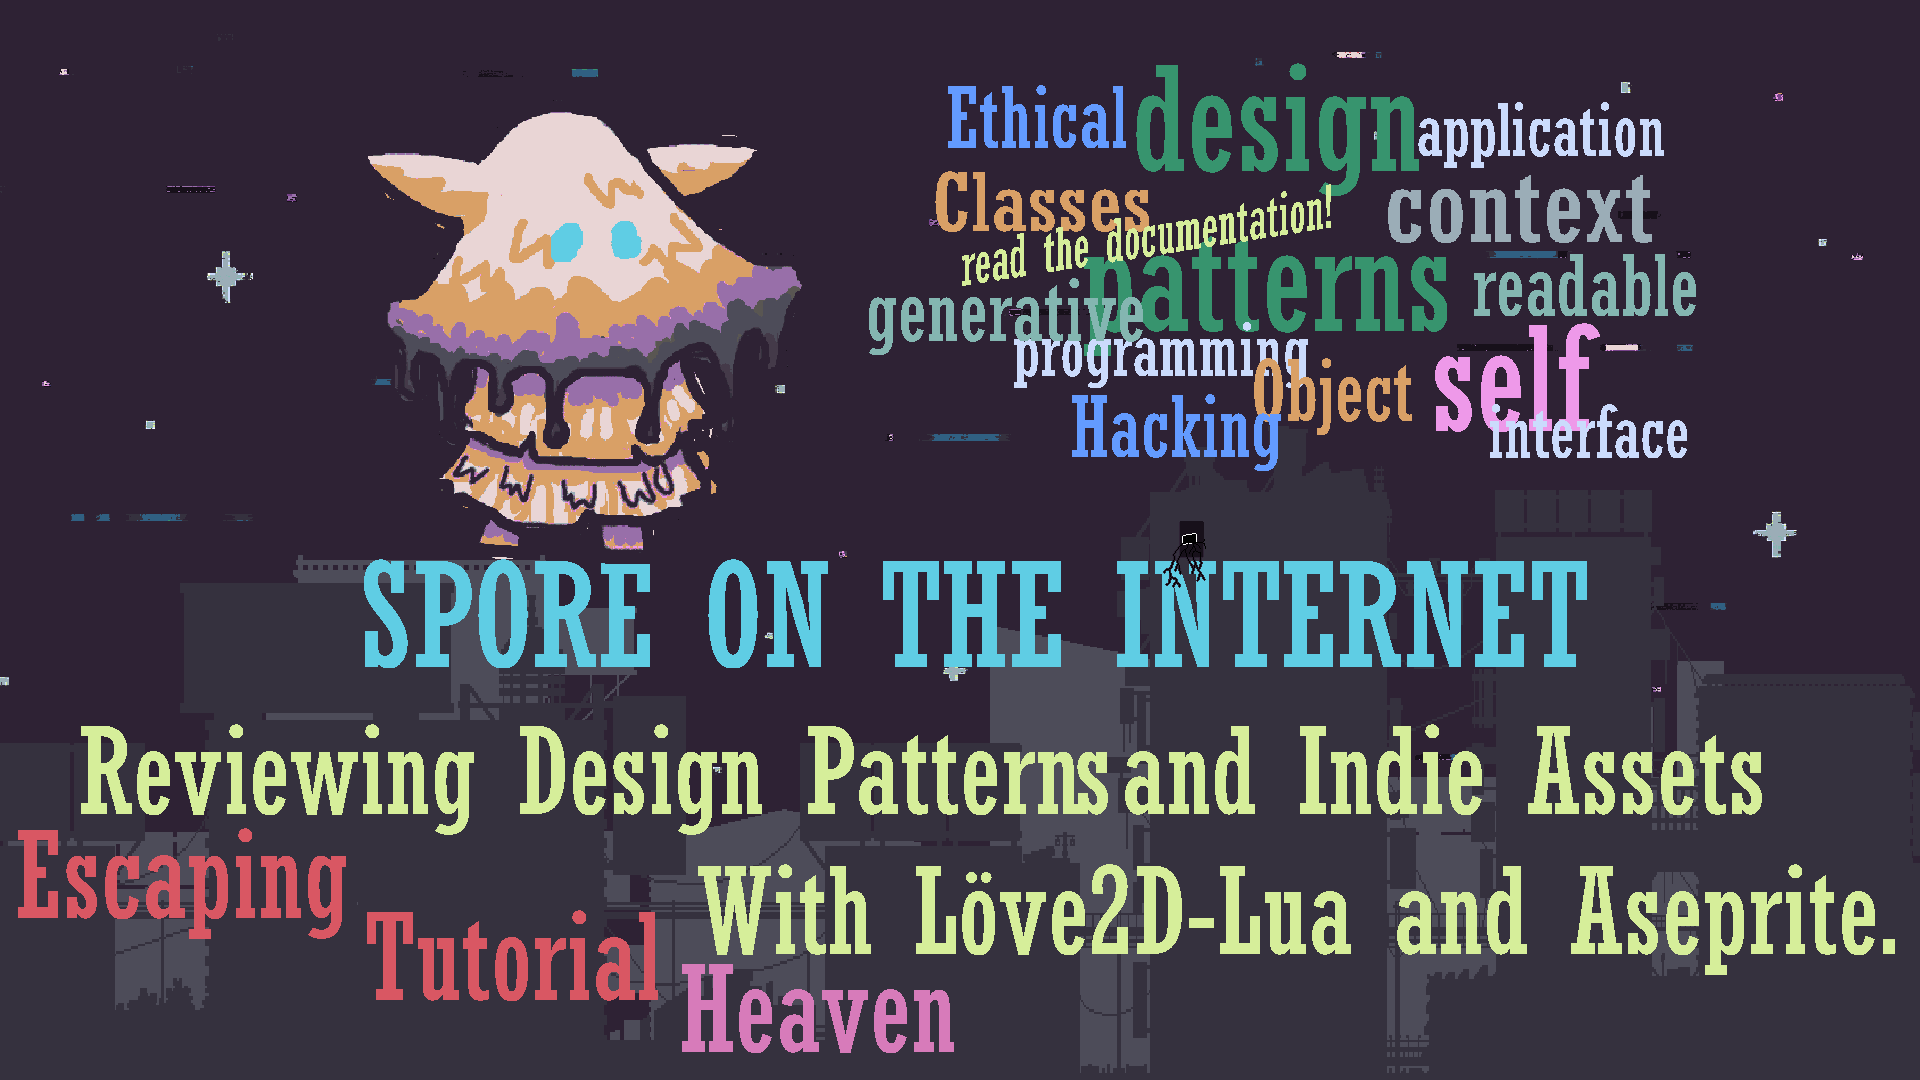 Ethical design application
Classes context
read the documentation!
patterns
generative readable
programming
Object self
Hacking interface
W W W WU
SPORE ON THE INTERNET
Reviewing Design Patterns and Indie Assets
Escaping
With Löve2D-Lua and Aseprite.
Tutorial
Heaven